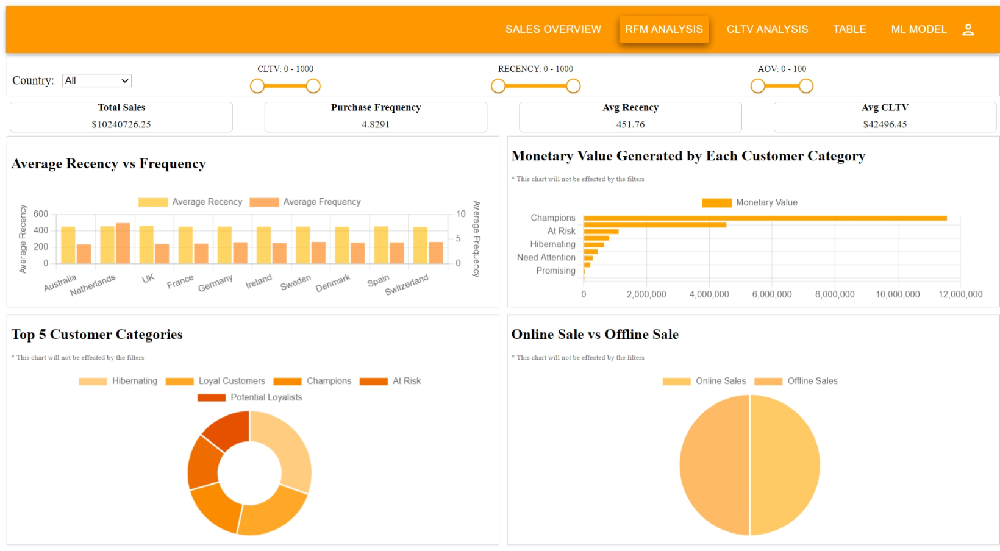 SALES OVERVIEW RFM ANALYSIS CLTV ANALYSIS TABLE ML MODEL
Country: All
CLTV: 0 - 1000
RECENCY: 0 - 1000
AOV: 0 - 100
Total Sales
$10240726.25
Purchase Frequency
4.8291
Avg Recency
451.76
Avg CLTV
$42496.45
Average Recency vs Frequency
Average Recency Average Frequency
Average Recency
600
400
200
0
10
5
0
Average Frequency
Australia Netherlands UK France Germany Ireland Sweden Denmark Spain Switzerland
Monetary Value Generated by Each Customer Category
* This chart will not be effected by the filters
Monetary Value
Champions
At Risk
Hibernating
Need Attention
Promising
0 2,000,000 4,000,000 6,000,000 8,000,000 10,000,000 12,000,000
Top 5 Customer Categories
* This chart will not be effected by the filters
Hibernating Loyal Customers Champions At Risk
Potential Loyalists
Online Sale vs Offline Sale
* This chart will not be effected by the filters
Online Sales Offline Sales